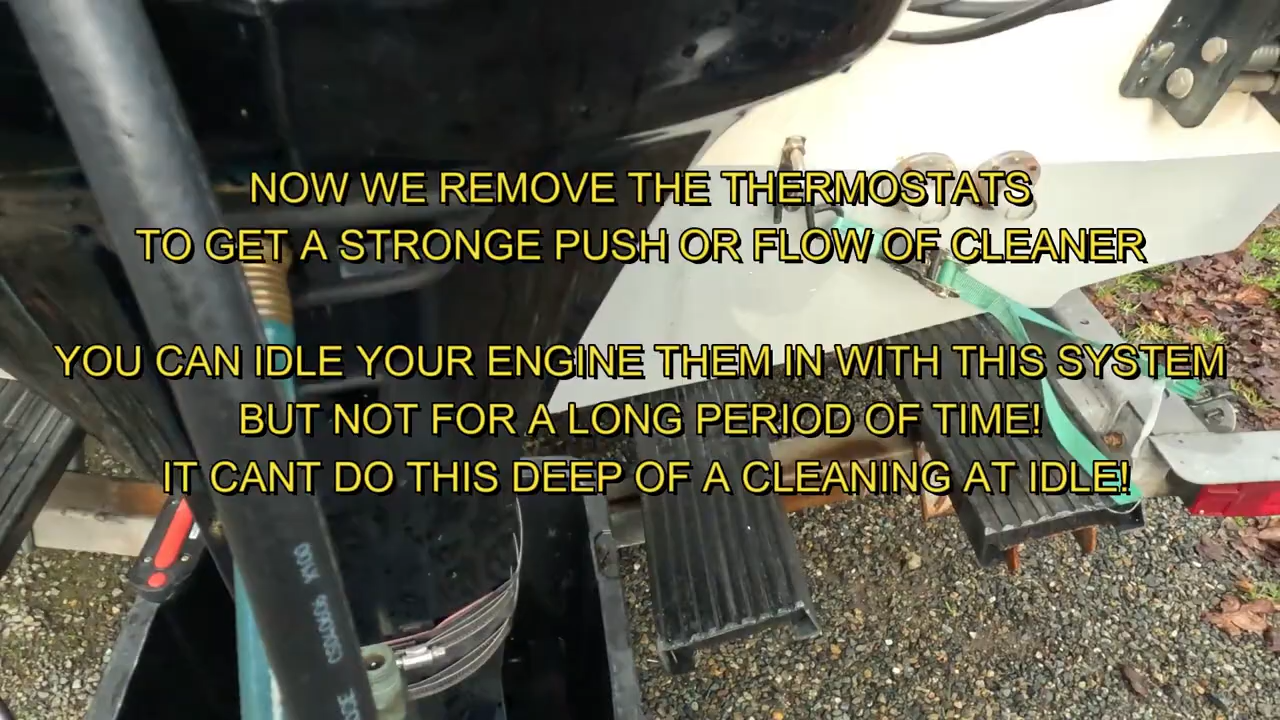 NOW WE REMOVE THE THERMOSTATS
TO GET A STRONGE PUSH OR FLOW OF CLEANER
YOU CAN IDLE YOUR ENGINE THEM IN WITH THIS SYSTEM
BUT NOT FOR A LONG PERIOD OF TIME!
IT CANT DO THIS DEEP OF A CLEANING AT IDLE!